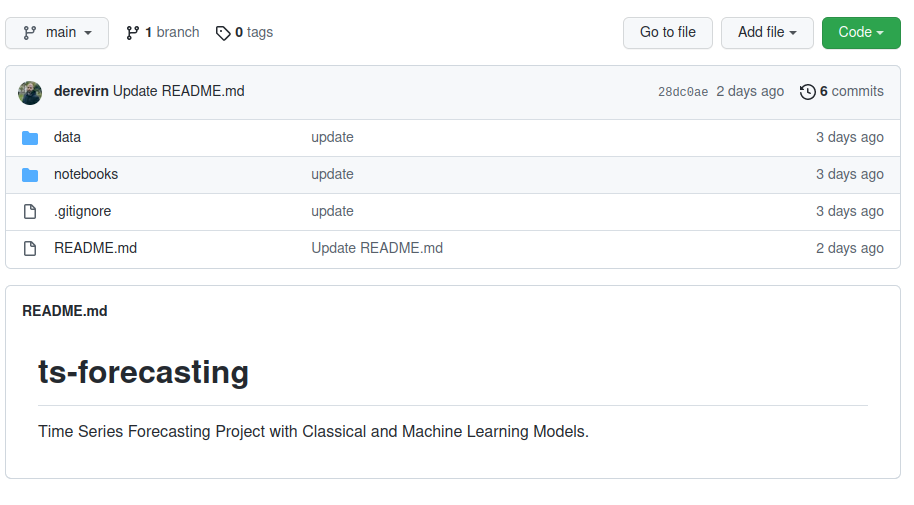 main 1 branch 0 tags Go to file Add file Code
derevirn Update README.md 28dc0ae 2 days ago 6 commits
data update 3 days ago
notebooks update 3 days ago
.gitignore update 3 days ago
README.md Update README.md 2 days ago
README.md
ts-forecasting
Time Series Forecasting Project with Classical and Machine Learning Models.